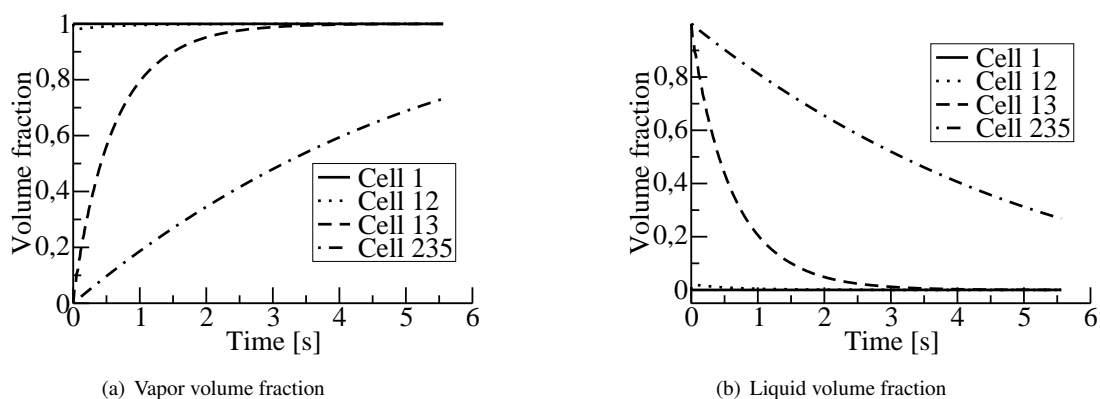 1
0,8
0,6
0,4
0,2
0
Volume fraction
Cell 1
Cell 12
Cell 13
Cell 235
0 1 2 3 4 5 6
Time [s]
(a) Vapor volume fraction
0,8
0,6
0,4
0,2
0
Volume fraction
Cell 1
Cell 12
Cell 13
Cell 235
0 1 2 3 4 5 6
Time [s]
(b) Liquid volume fraction